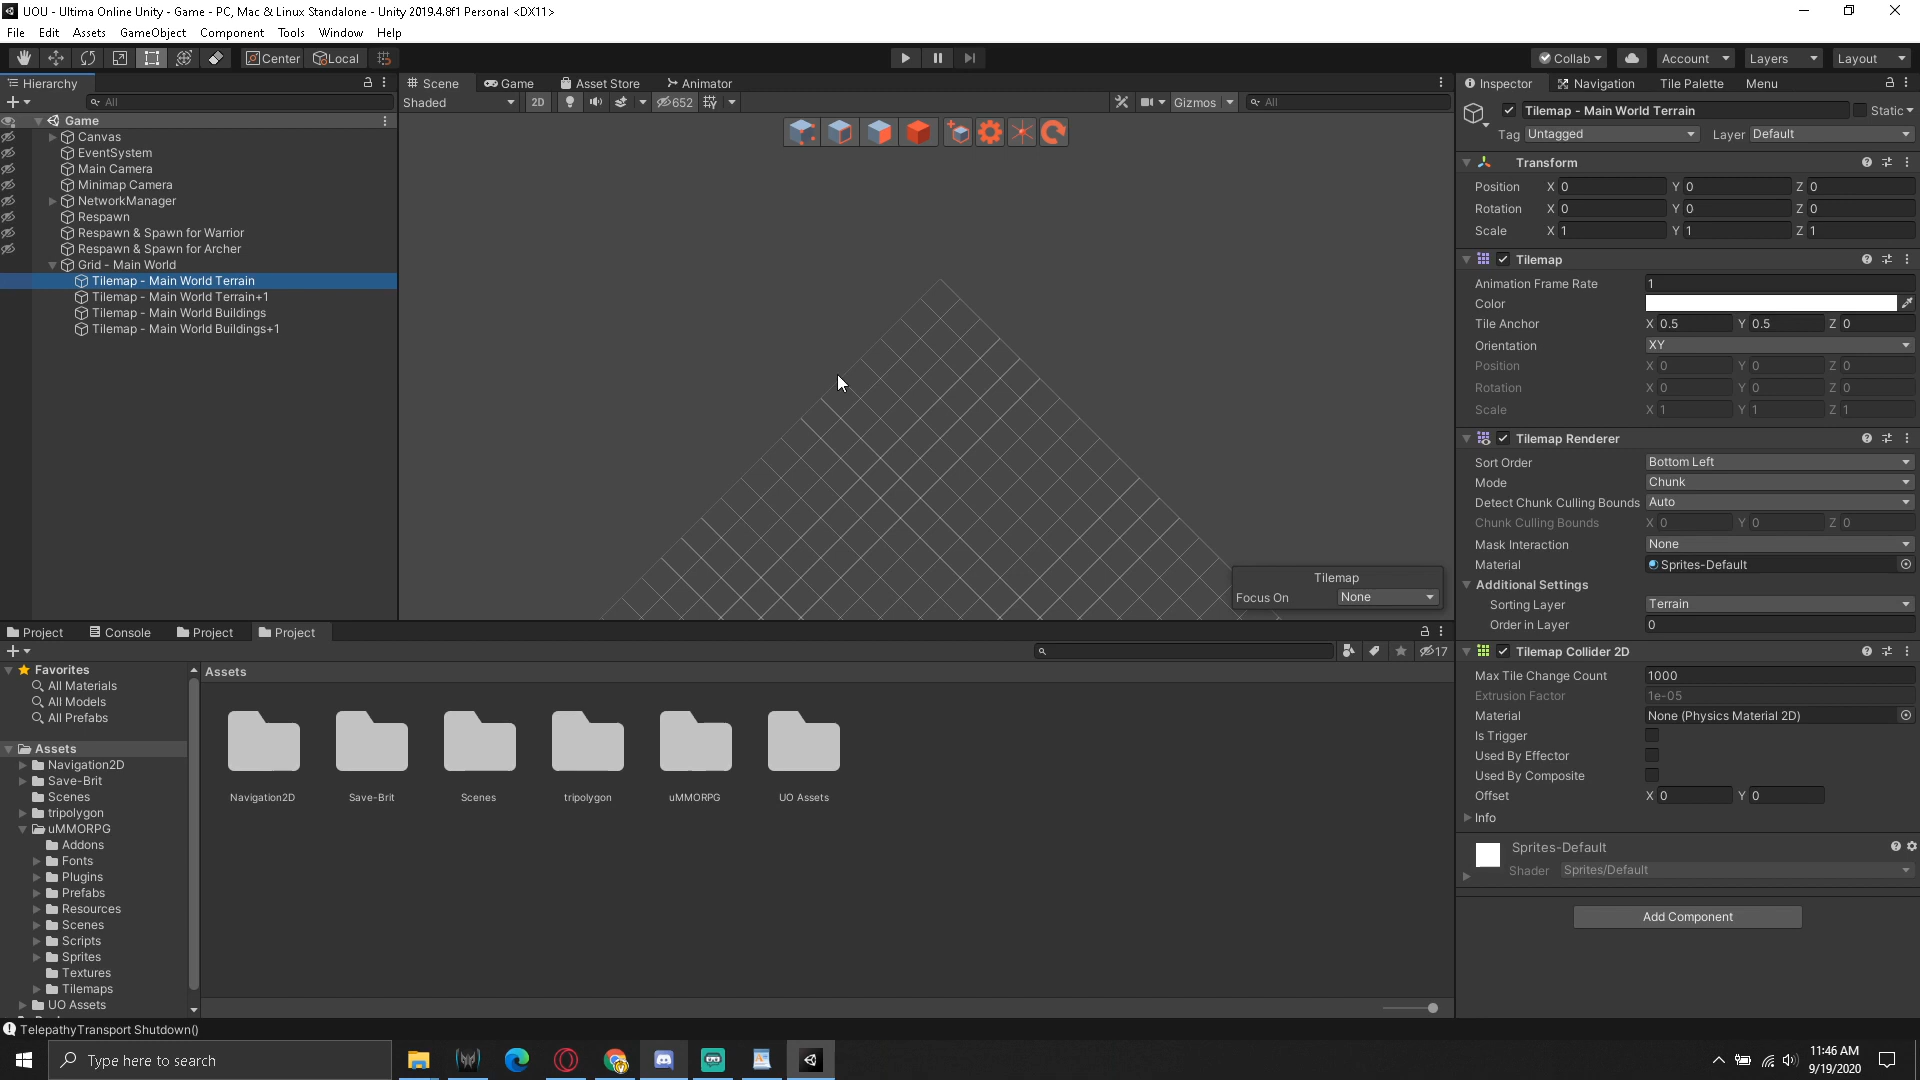 UOU - Ultima Online Unity - Game - PC, Mac & Linux Standalone - Unity 2019.4.8f1 Personal <DX11>
File Edit Assets GameObject Component Tools Window Help
Center Local Collab Account Layers Layout
Hierarchy
All
Game
Canvas
EventSystem
Main Camera
Minimap Camera
NetworkManager
Respawn
Respawn & Spawn for Warrior
Respawn & Spawn for Archer
Grid - Main World
Tilemap - Main World Terrain
Tilemap - Main World Terrain+1
Tilemap - Main World Buildings
Tilemap - Main World Buildings+1
Scene Game Asset Store Animator
Shaded 2D 652 Gizmos All
Tilemap
Focus On None
Inspector Navigation Tile Palette Menu
Tilemap - Main World Terrain Static
Tag Untagged Layer Default
Transform
Position X 0 Y 0 Z 0
Rotation X 0 Y 0 Z 0
Scale X 1 Y 1 Z 1
Tilemap
Animation Frame Rate 1
Color
Tile Anchor X 0.5 Y 0.5 Z 0
Orientation XY
Position X 0 Y 0 Z 0
Rotation X 0 Y 0 Z 0
Scale X 1 Y 1 Z 1
Tilemap Renderer
Sort Order Bottom Left
Mode Chunk
Detect Chunk Culling Bounds Auto
Chunk Culling Bounds X 0 Y 0 Z 0
Mask Interaction None
Material Sprites-Default
Additional Settings
Sorting Layer Terrain
Order in Layer 0
Tilemap Collider 2D
Max Tile Change Count 1000
Extrusion Factor 1e-05
Material None (Physics Material 2D)
Is Trigger
Used By Effector
Used By Composite
Offset X 0 Y 0
Info
Sprites-Default
Shader Sprites/Default
Add Component
Project Console Project Project
17
Favorites
All Materials
All Models
All Prefabs
Assets
Navigation2D
Save-Brit
Scenes
tripolygon
uMMORPG
Addons
Fonts
Plugins
Prefabs
Resources
Scenes
Scripts
Sprites
Textures
Tilemaps
UO Assets
Assets
Navigation2D Save-Brit Scenes tripolygon uMMORPG UO Assets
TelepathyTransport Shutdown()
Type here to search
11:46 AM
9/19/2020